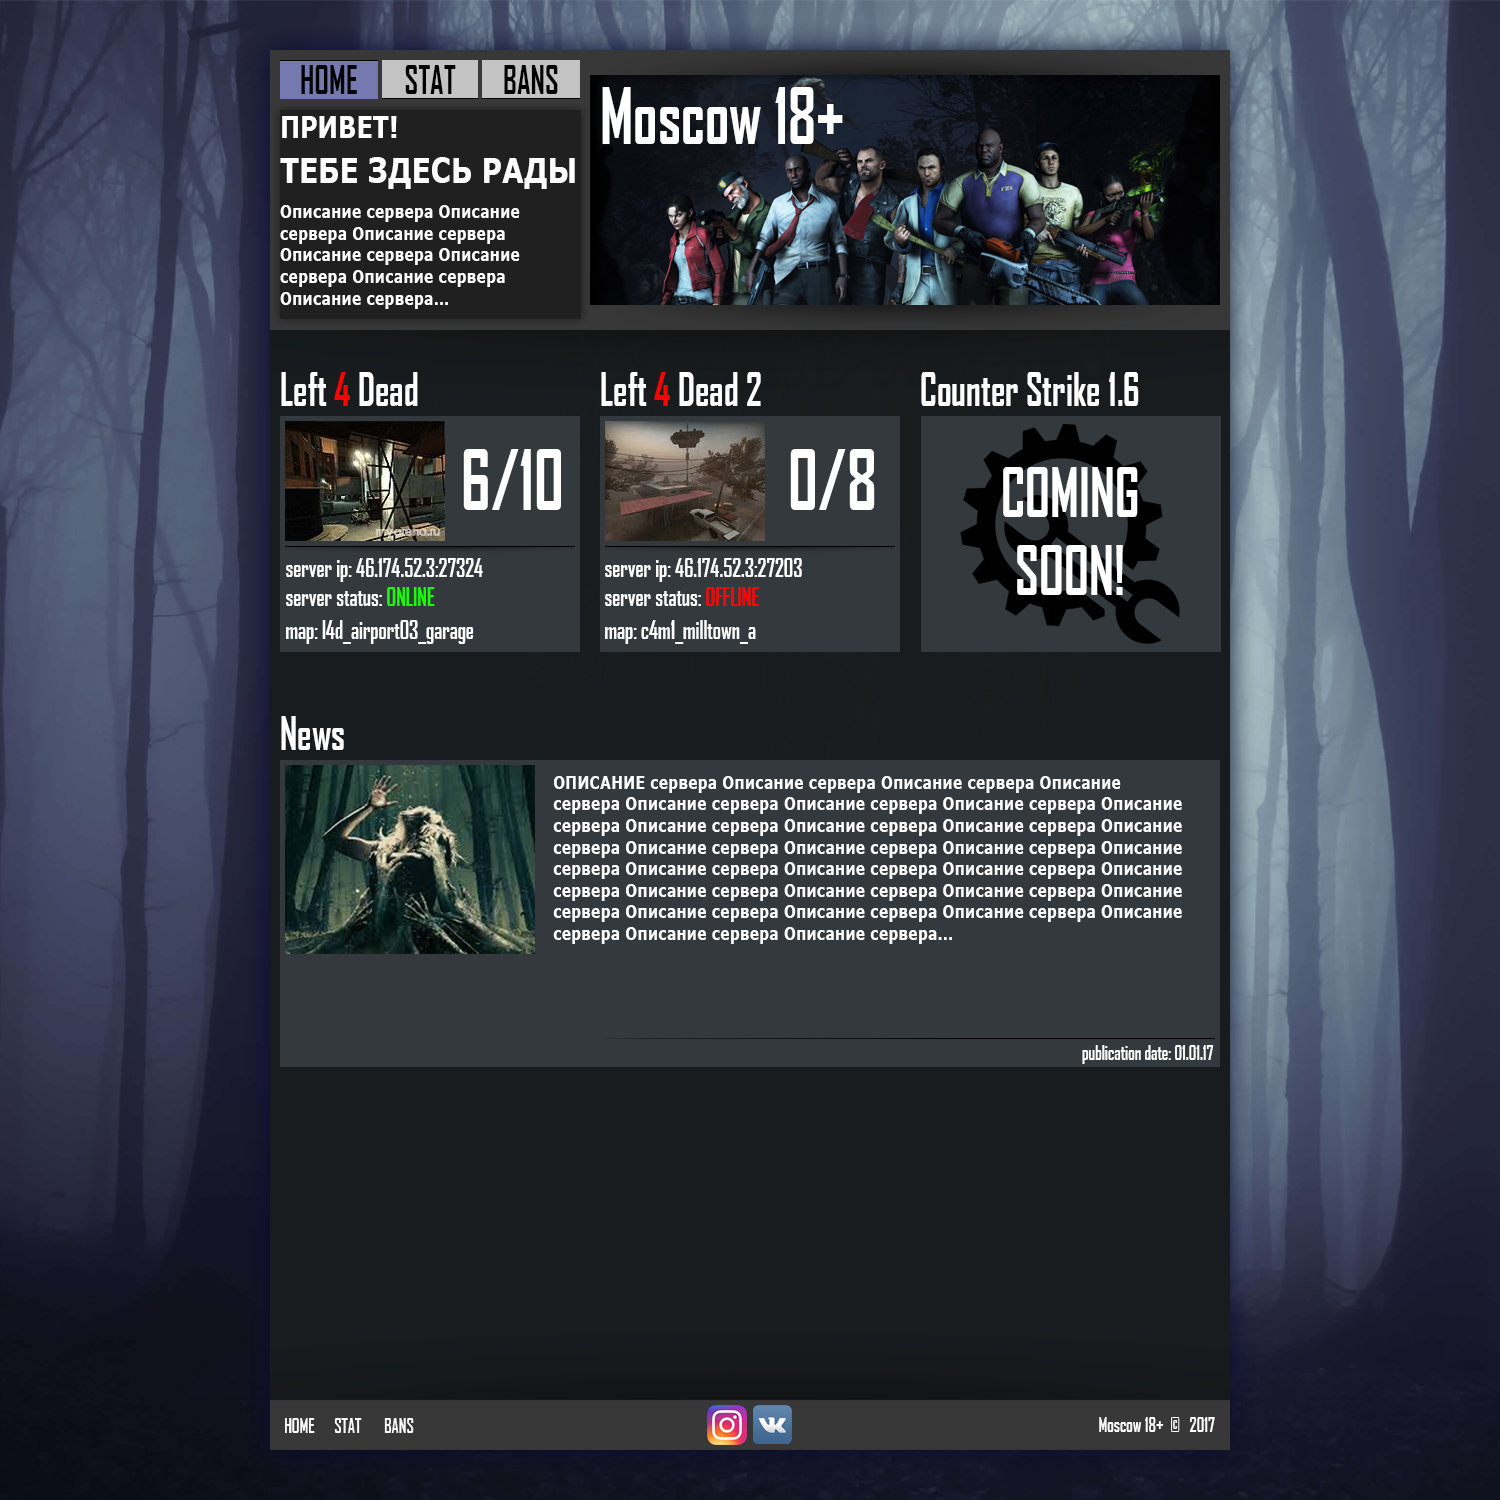 HOME STAT BANS
ПРИВЕТ!
ТЕБЕ ЗДЕСЬ РАДЫ
Описание сервера Описание
сервера Описание сервера
Описание сервера Описание
сервера Описание сервера
Описание сервера...
Moscow 18+
Left 4 Dead
6/10
my-arena.ru
server ip: 46.174.52.3:27324
server status: ONLINE
map: l4d_airport03_garage
Left 4 Dead 2
0/8
server ip: 46.174.52.3:27203
server status: OFFLINE
map: c4m1_milltown_a
Counter Strike 1.6
COMING
SOON!
News
ОПИСАНИЕ сервера Описание сервера Описание сервера Описание
сервера Описание сервера Описание сервера Описание сервера Описание
сервера Описание сервера Описание сервера Описание сервера Описание
сервера Описание сервера Описание сервера Описание сервера Описание
сервера Описание сервера Описание сервера Описание сервера Описание
сервера Описание сервера Описание сервера Описание сервера Описание
сервера Описание сервера Описание сервера Описание сервера Описание
сервера Описание сервера Описание сервера...
publication date: 01.01.17
HOME STAT BANS
Moscow 18+ © 2017